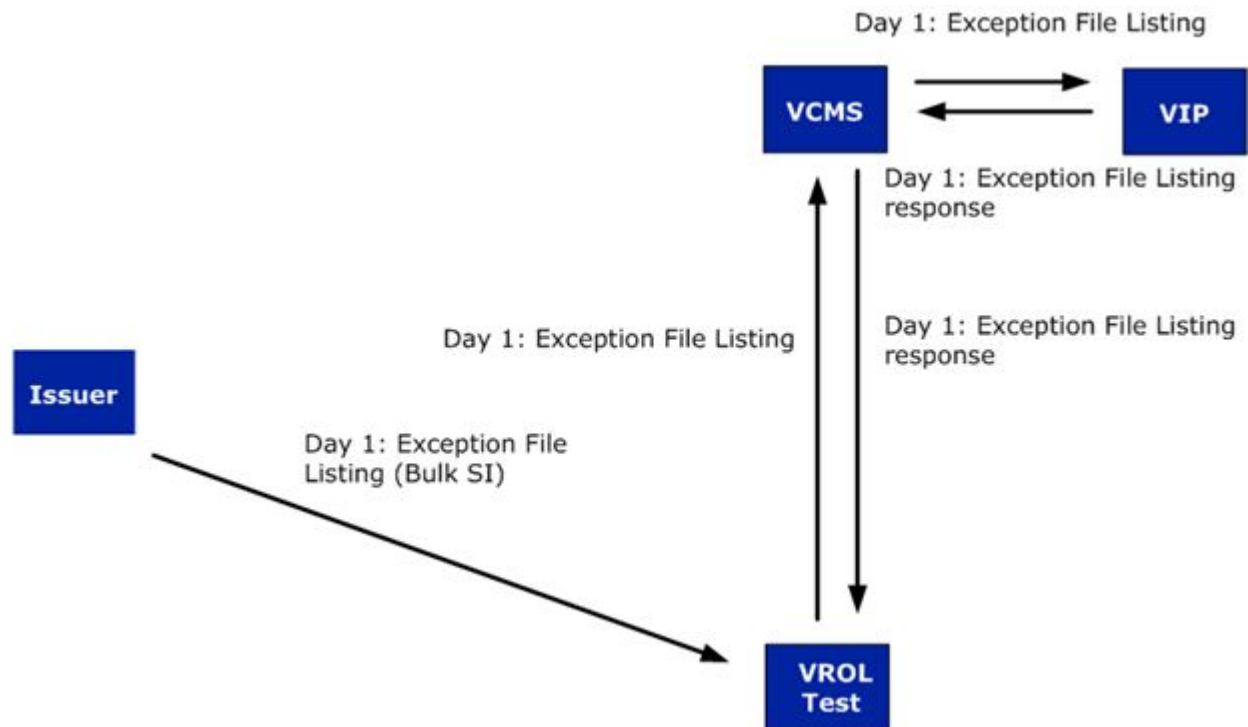 Day 1: Exception File Listing
VCMS
VIP
Day 1: Exception File Listing
response
Day 1: Exception File Listing
Day 1: Exception File Listing
response
Issuer
Day 1: Exception File
Listing (Bulk SI)
VROL
Test